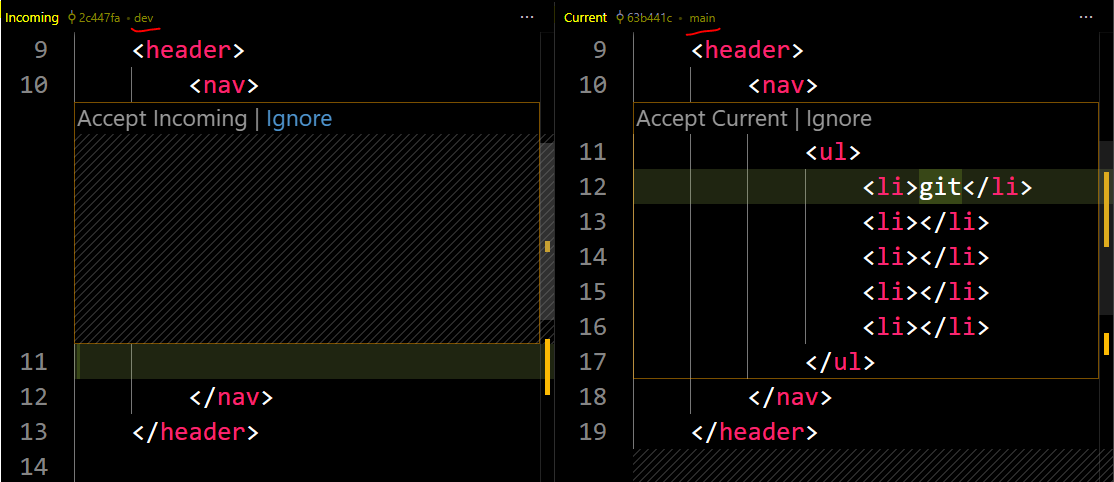 Incoming 2c447fa • dev ...
9 <header>
10 <nav>
Accept Incoming | Ignore
11
12 </nav>
13 </header>
14
Current 63b441c • main ...
9 <header>
10 <nav>
Accept Current | Ignore
11 <ul>
12 <li>git</li>
13 <li></li>
14 <li></li>
15 <li></li>
16 <li></li>
17 </ul>
18 </nav>
19 </header>